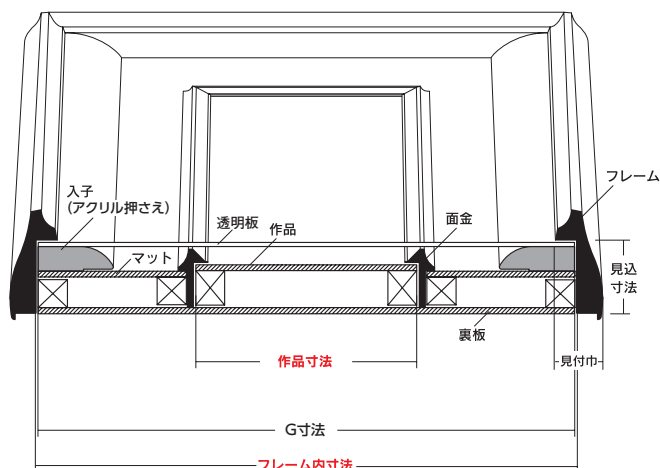 フレーム
入子
(アクリル押さえ)
透明板
作品
面金
マット
見込
寸法
裏板
見付巾
作品寸法
G寸法
フレーム内寸法